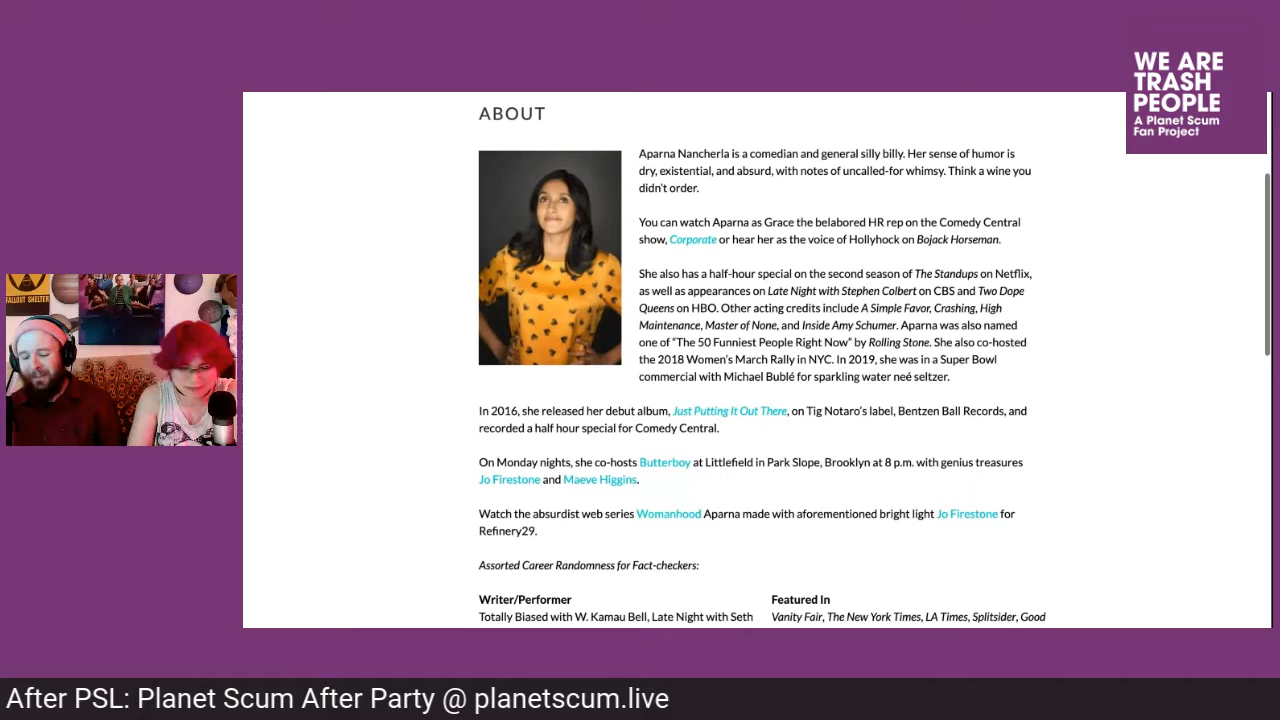 WE ARE
TRASH
PEOPLE
A Planet Scum
Fan Project
ABOUT
Aparna Nancherla is a comedian and general silly billy. Her sense of humor is
dry, existential, and absurd, with notes of uncalled-for whimsy. Think a wine you
didn't order.
You can watch Aparna as Grace the belabored HR rep on the Comedy Central
show, Corporate or hear her as the voice of Hollyhock on Bojack Horseman.
She also has a half-hour special on the second season of The Standups on Netflix,
as well as appearances on Late Night with Stephen Colbert on CBS and Two Dope
Queens on HBO. Other acting credits include A Simple Favor, Crashing, High
Maintenance, Master of None, and Inside Amy Schumer. Aparna was also named
one of "The 50 Funniest People Right Now" by Rolling Stone. She also co-hosted
the 2018 Women's March Rally in NYC. In 2019, she was in a Super Bowl
commercial with Michael Bublé for sparkling water neé seltzer.
In 2016, she released her debut album, Just Putting It Out There, on Tig Notaro's label, Bentzen Ball Records, and
recorded a half hour special for Comedy Central.
On Monday nights, she co-hosts Butterboy at Littlefield in Park Slope, Brooklyn at 8 p.m. with genius treasures
Jo Firestone and Maeve Higgins.
Watch the absurdist web series Womanhood Aparna made with aforementioned bright light Jo Firestone for
Refinery29.
Assorted Career Randomness for Fact-checkers:
Writer/Performer
Totally Biased with W. Kamau Bell, Late Night with Seth
Featured In
Vanity Fair, The New York Times, LA Times, Splitsider, Good
FALLOUT SHELTER
After PSL: Planet Scum After Party @ planetscum.live